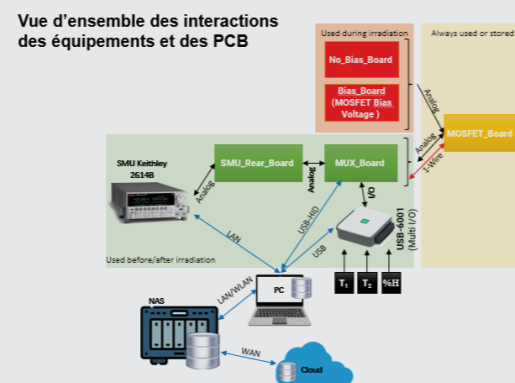 Vue d'ensemble des interactions
des équipements et des PCB
Used during irradiation
Always used or stored
No_Bias_Board
Bias_Board
(MOSFET Bias
Voltage )
Analog
MOSFET_Board
Analog
1-Wire
SMU Keithley
2614B
SMU_Rear_Board
MUX_Board
Analog
Analog
I/O
USB-6001
(Multi I/O)
LAN
USB-HID
USB
Used before/after irradiation
T1
T2
%H
PC
LAN/WLAN
NAS
WAN
Cloud